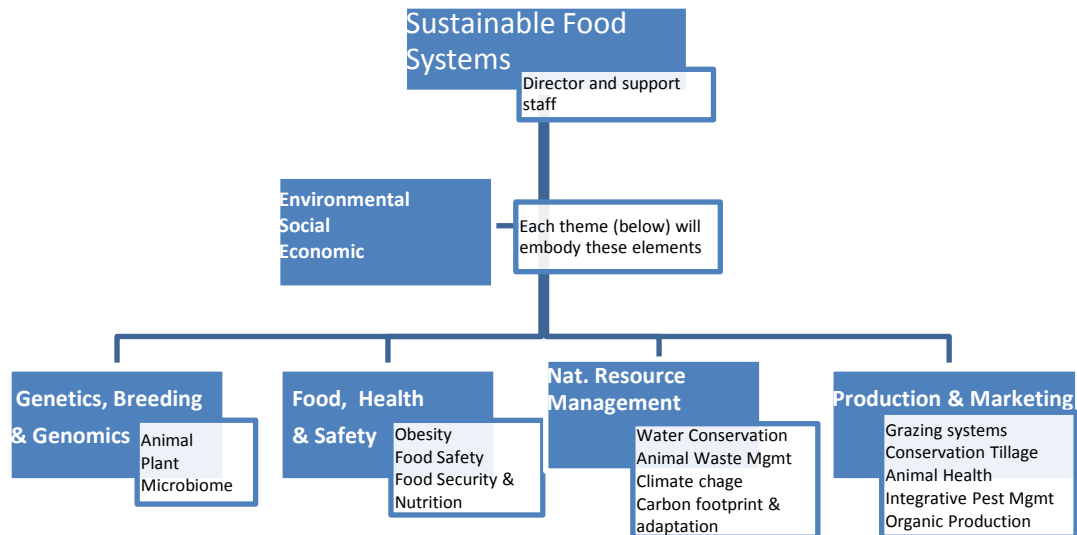 Sustainable Food
Systems
Director and support
staff
Environmental
Social
Economic
Each theme (below) will
embody these elements
Genetics, Breeding
& Genomics
Animal
Plant
Microbiome
Food, Health
& Safety
Obesity
Food Safety
Food Security &
Nutrition
Nat. Resource
Management
Water Conservation
Animal Waste Mgmt
Climate chage
Carbon footprint &
adaptation
Production & Marketing
Grazing systems
Conservation Tillage
Animal Health
Integrative Pest Mgmt
Organic Production